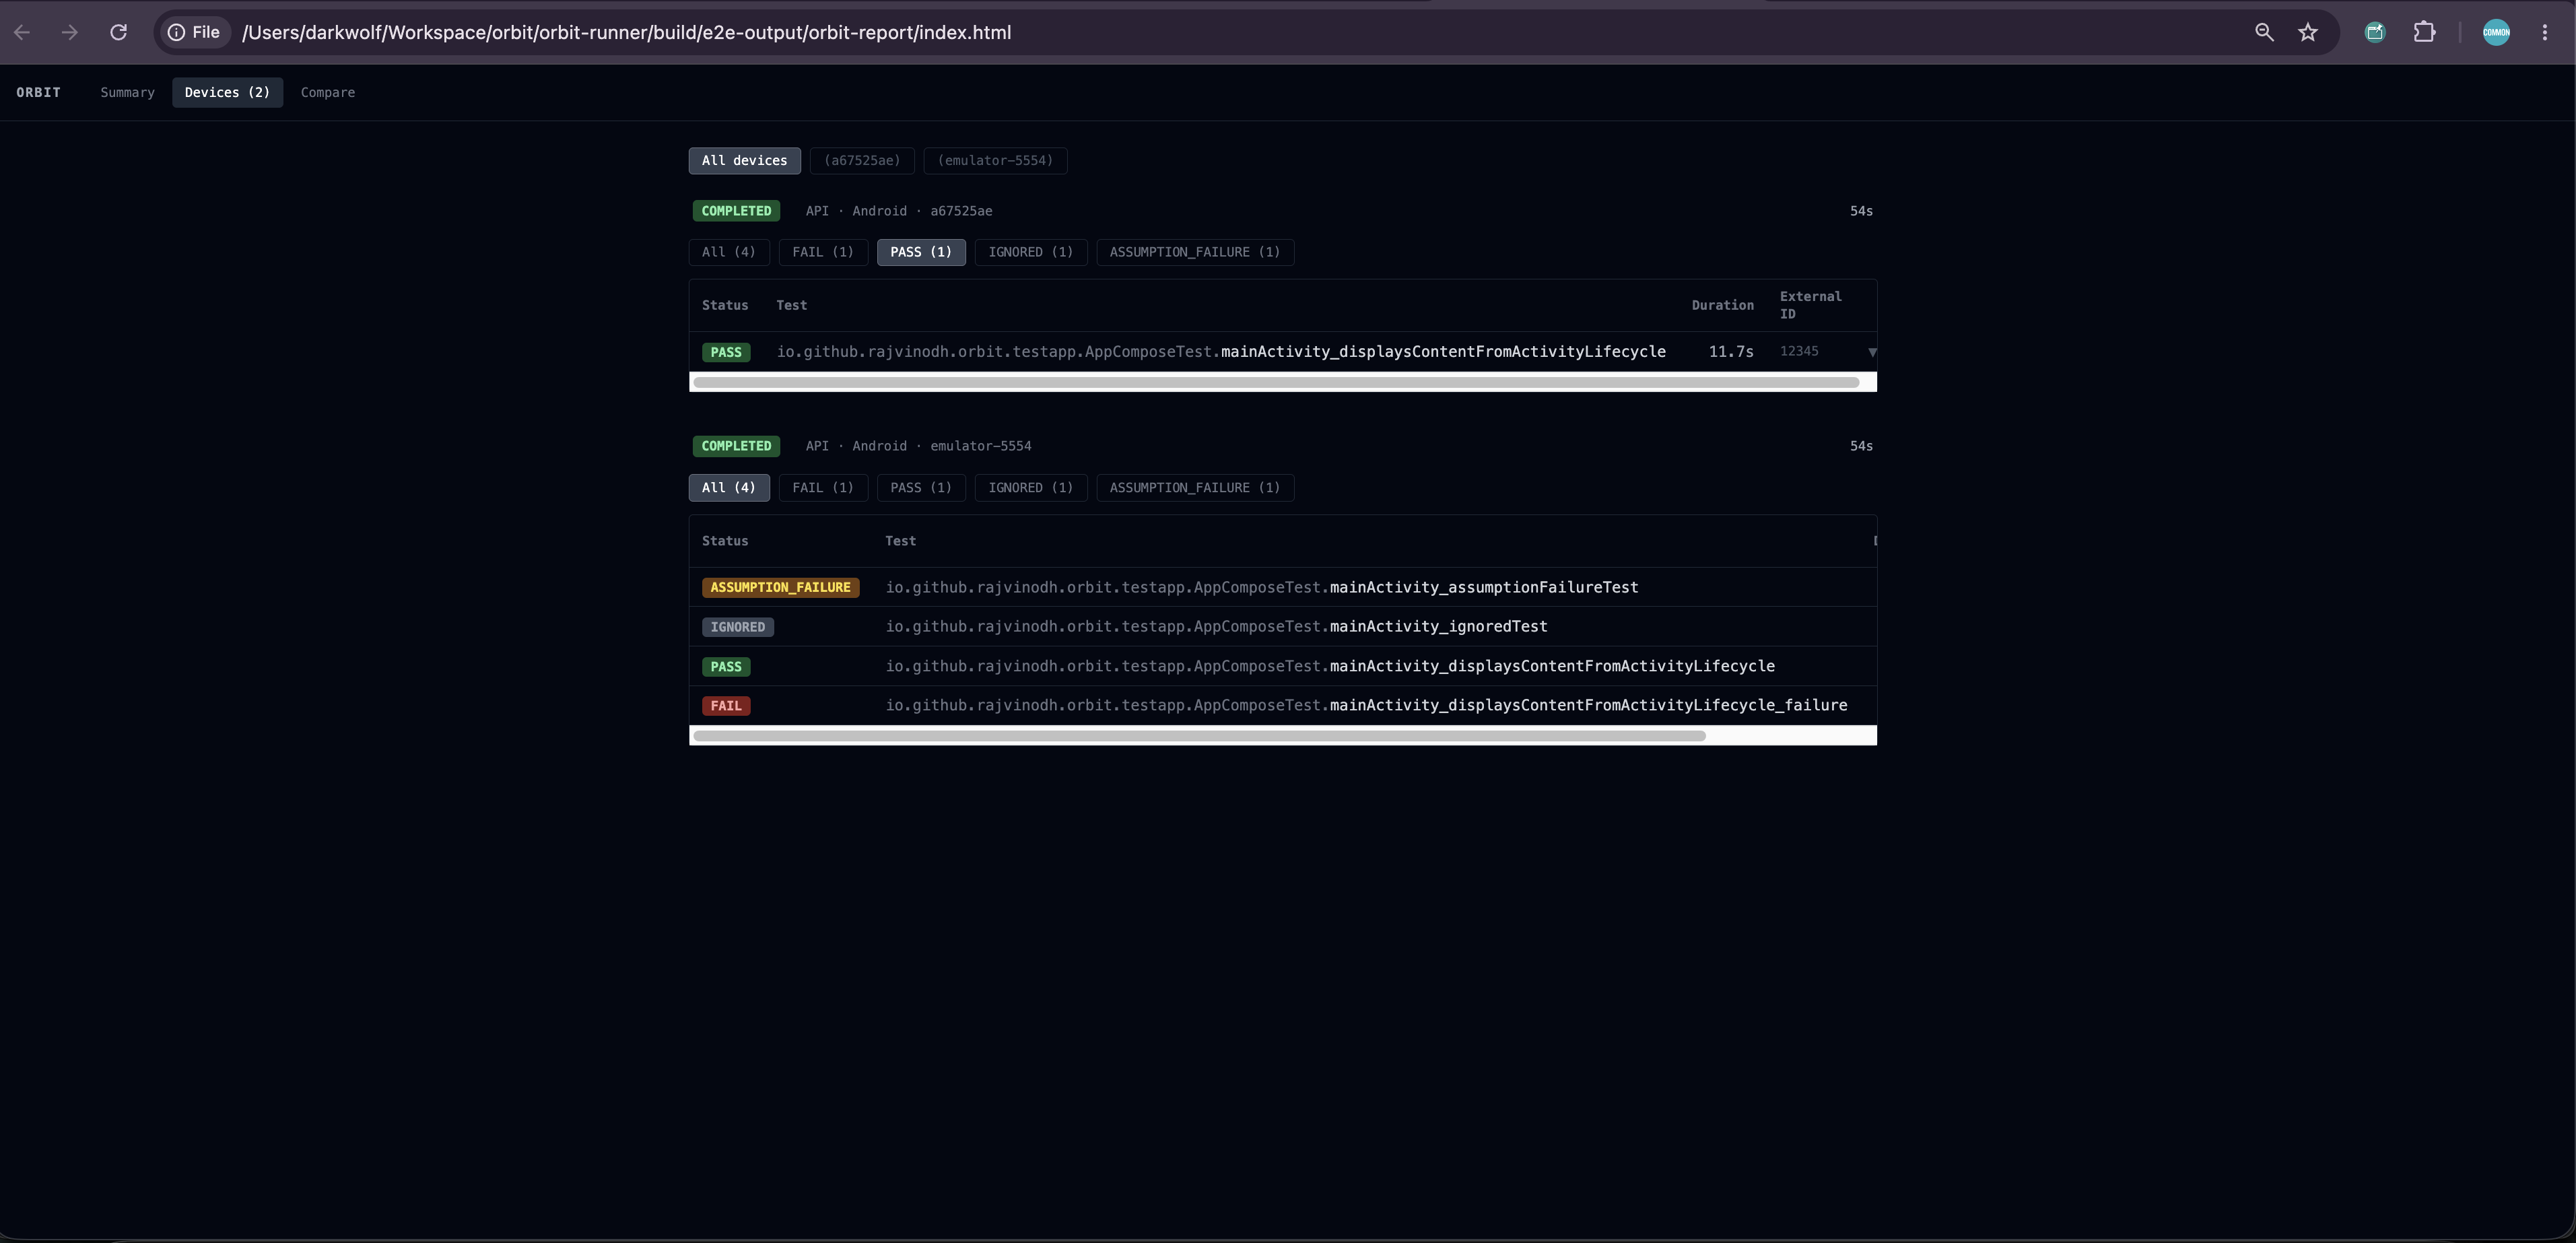 File /Users/darkwolf/Workspace/orbit/orbit-runner/build/e2e-output/orbit-report/index.html COMMON
ORBIT Summary Devices (2) Compare
All devices (a67525ae) (emulator-5554)
COMPLETED API · Android · a67525ae 54s
All (4) FAIL (1) PASS (1) IGNORED (1) ASSUMPTION_FAILURE (1)
Status Test Duration External
ID
PASS io.github.rajvinodh.orbit.testapp.AppComposeTest.mainActivity_displaysContentFromActivityLifecycle 11.7s 12345
COMPLETED API · Android · emulator-5554 54s
All (4) FAIL (1) PASS (1) IGNORED (1) ASSUMPTION_FAILURE (1)
Status Test
ASSUMPTION_FAILURE io.github.rajvinodh.orbit.testapp.AppComposeTest.mainActivity_assumptionFailureTest
IGNORED io.github.rajvinodh.orbit.testapp.AppComposeTest.mainActivity_ignoredTest
PASS io.github.rajvinodh.orbit.testapp.AppComposeTest.mainActivity_displaysContentFromActivityLifecycle
FAIL io.github.rajvinodh.orbit.testapp.AppComposeTest.mainActivity_displaysContentFromActivityLifecycle_failure